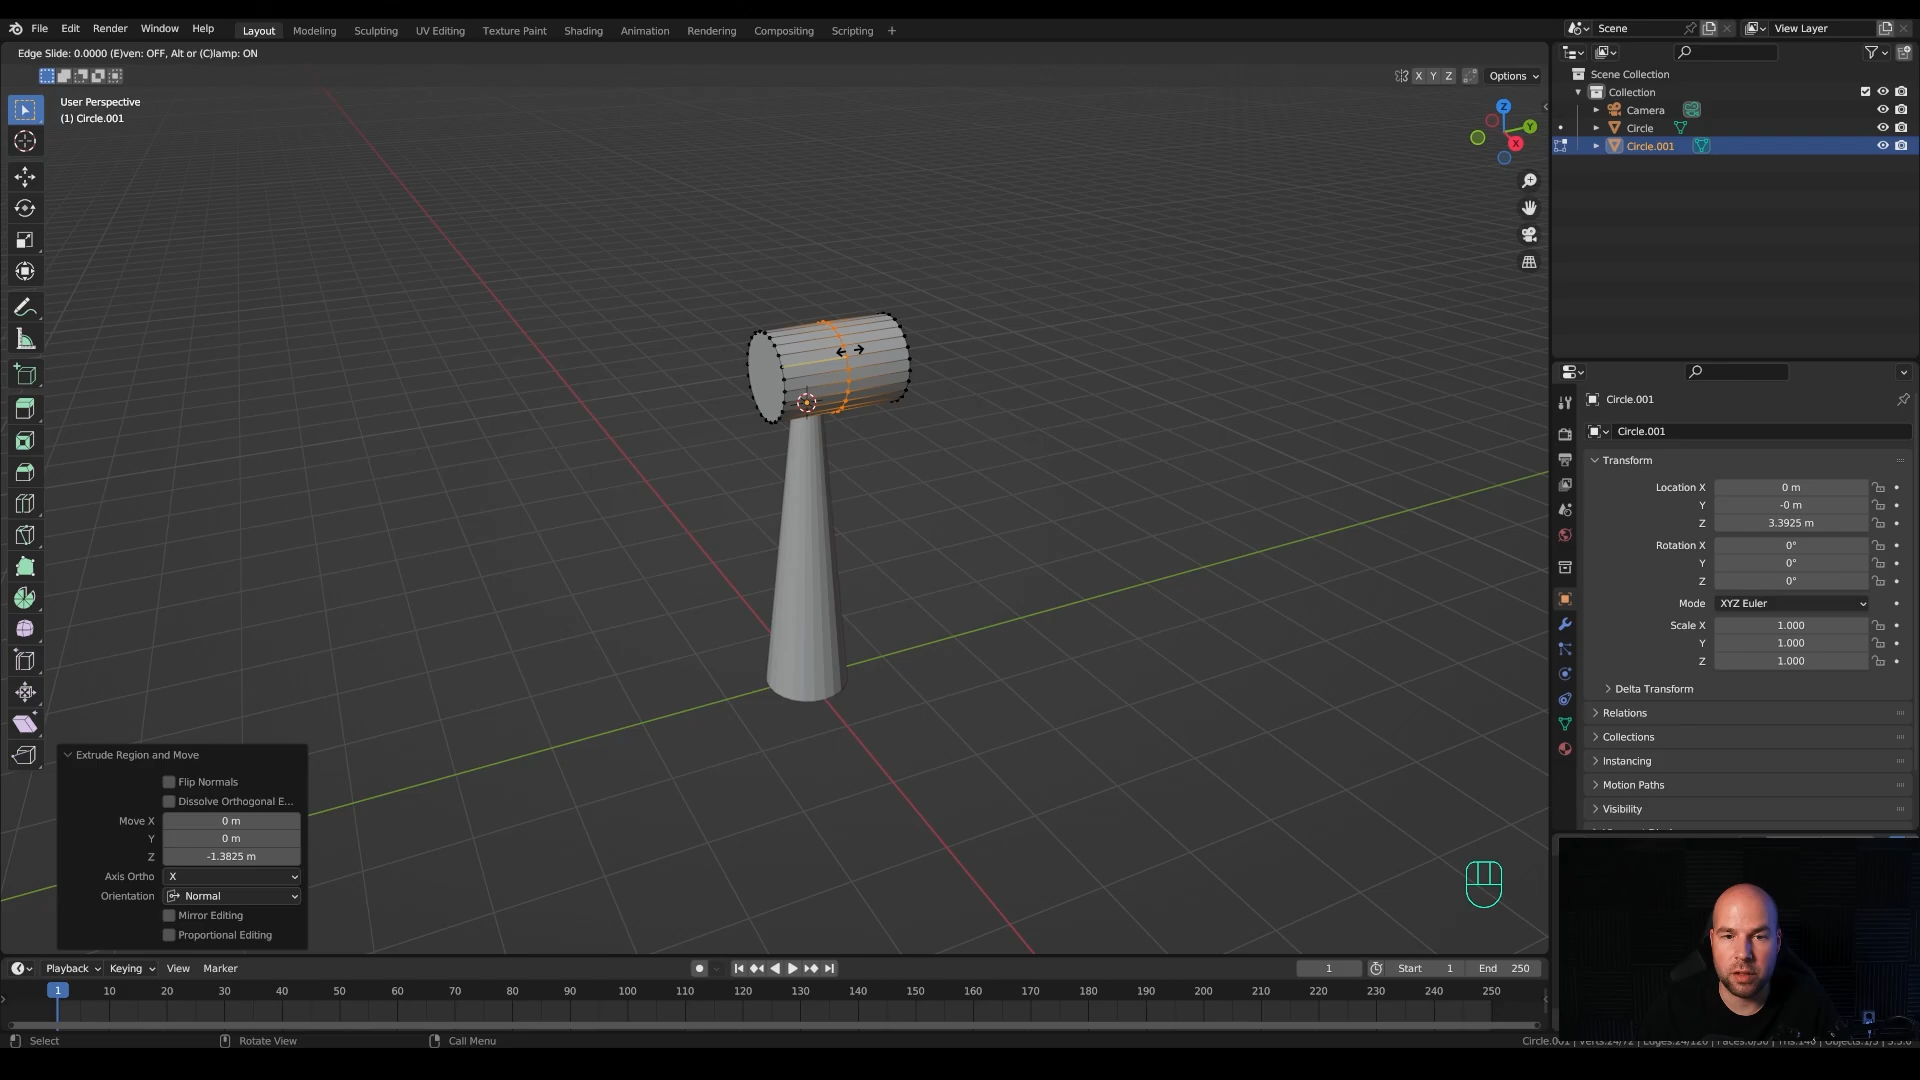 File Edit Render Window Help Layout Modeling Sculpting UV Editing Texture Paint Shading Animation Rendering Compositing Scripting + Scene View Layer
Edge Slide: 0.0000 (E)ven: OFF, Alt or (C)lamp: ON
X Y Z Options
User Perspective
(1) Circle.001
Z
Y
X
Scene Collection
Collection
Camera
Circle
Circle.001
Circle.001
Circle.001
Transform
Location X 0 m
Y -0 m
Z 3.3925 m
Rotation X 0°
Y 0°
Z 0°
Mode XYZ Euler
Scale X 1.000
Y 1.000
Z 1.000
Delta Transform
Relations
Collections
Instancing
Motion Paths
Visibility
Extrude Region and Move
Flip Normals
Dissolve Orthogonal E...
Move X 0 m
Y 0 m
Z -1.3825 m
Axis Ortho X
Orientation Normal
Mirror Editing
Proportional Editing
Playback Keying View Marker 1 Start 1 End 250
1 10 20 30 40 50 60 70 80 90 100 110 120 130 140 150 160 170 180 190 200 210 220 230 240 250
Select Rotate View Call Menu